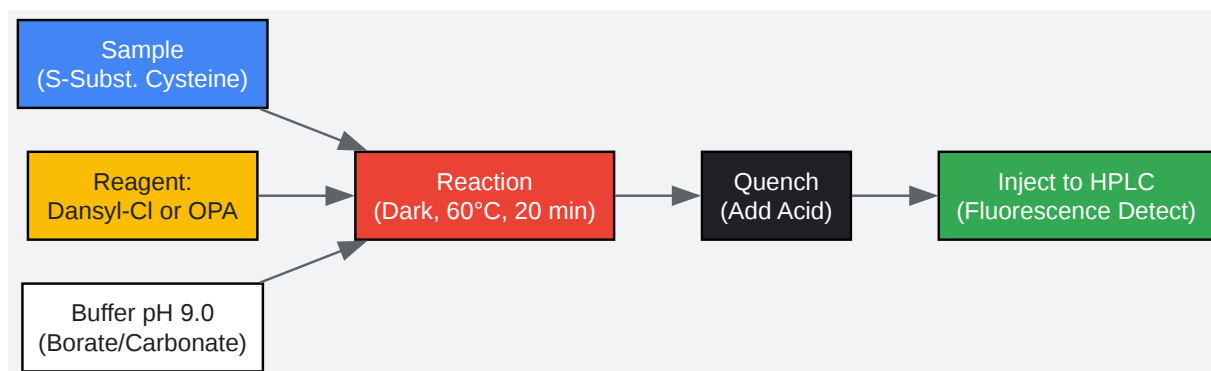 Sample
(S-Subst. Cysteine)
Reagent:
Dansyl-Cl or OPA
Buffer pH 9.0
(Borate/Carbonate)
Reaction
(Dark, 60°C, 20 min)
Quench
(Add Acid)
Inject to HPLC
(Fluorescence Detect)